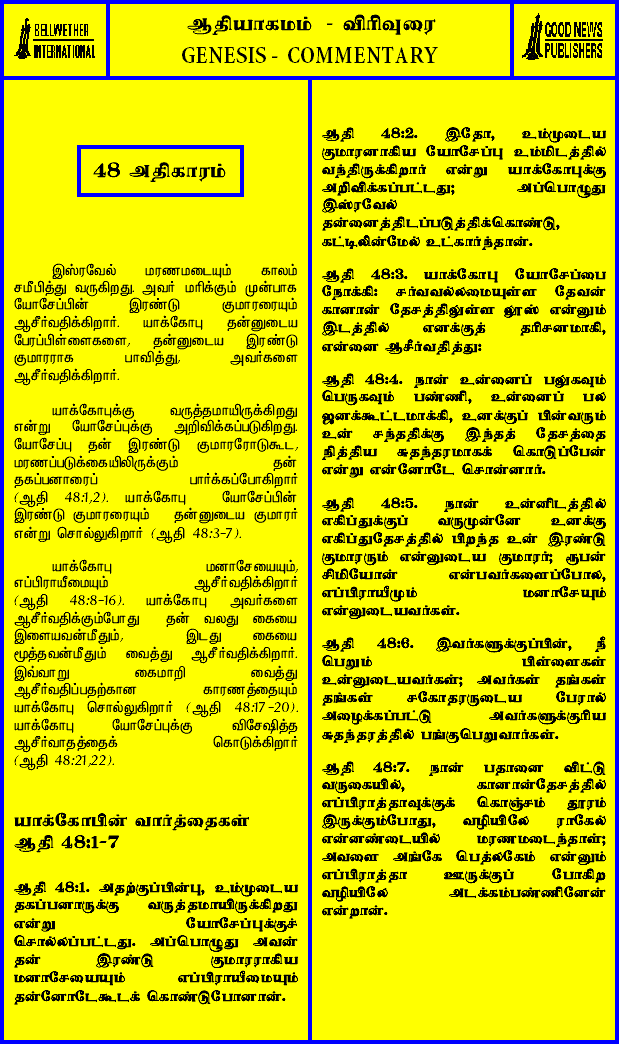 BELLWETHER
INTERNATIONAL
ஆதியாகமம் - விரிவுரை
GENESIS - COMMENTARY
GOOD NEWS
PUBLISHERS
48 அதிகாரம்
இஸ்ரவேல் மரணமடையும் காலம்
சமீபித்து வருகிறது. அவர் மரிக்கும் முன்பாக
யோசேப்பின் இரண்டு குமாரரையும்
ஆசீர்வதிக்கிறார். யாக்கோபு தன்னுடைய
பேரப்பிள்ளைகளை, தன்னுடைய இரண்டு
குமாரராக பாவித்து, அவர்களை
ஆசீர்வதிக்கிறார்.
யாக்கோபுக்கு வருத்தமாயிருக்கிறது
என்று யோசேப்புக்கு அறிவிக்கப்படுகிறது.
யோசேப்பு தன் இரண்டு குமாரரோடுகூட,
மரணப்படுக்கையிலிருக்கும் தன்
தகப்பனாரைப் பார்க்கப்போகிறார்
(ஆதி 48:1,2). யாக்கோபு யோசேப்பின்
இரண்டு குமாரரையும் தன்னுடைய குமாரர்
என்று சொல்லுகிறார் (ஆதி 48:3-7).
யாக்கோபு மனாசேயையும்,
எப்பிராயீமையும் ஆசீர்வதிக்கிறார்
(ஆதி 48:8-16). யாக்கோபு அவர்களை
ஆசீர்வதிக்கும்போது தன் வலது கையை
இளையவன்மீதும், இடது கையை
மூத்தவன்மீதும் வைத்து ஆசீர்வதிக்கிறார்.
இவ்வாறு கைமாறி வைத்து
ஆசீர்வதிப்பதற்கான காரணத்தையும்
யாக்கோபு சொல்லுகிறார் (ஆதி 48:17-20).
யாக்கோபு யோசேப்புக்கு விசேஷித்த
ஆசீர்வாதத்தைக் கொடுக்கிறார்
(ஆதி 48:21,22).
யாக்கோபின் வார்த்தைகள்
ஆதி 48:1-7
ஆதி 48:1. அதற்குப்பின்பு, உம்முடைய
தகப்பனாருக்கு வருத்தமாயிருக்கிறது
என்று யோசேப்புக்குச்
சொல்லப்பட்டது. அப்பொழுது அவன்
தன் இரண்டு குமாரராகிய
மனாசேயையும் எப்பிராயீமையும்
தன்னோடேகூடக் கொண்டுபோனான்.
ஆதி 48:2. இதோ, உம்முடைய
குமாரனாகிய யோசேப்பு உம்மிடத்தில்
வந்திருக்கிறார் என்று யாக்கோபுக்கு
அறிவிக்கப்பட்டது; அப்பொழுது
இஸ்ரவேல்
தன்னைத்திடப்படுத்திக்கொண்டு,
கட்டிலின்மேல் உட்கார்ந்தான்.
ஆதி 48:3. யாக்கோபு யோசேப்பை
நோக்கி: சர்வவல்லமையுள்ள தேவன்
கானான் தேசத்திலுள்ள லூஸ் என்னும்
இடத்தில் எனக்குத் தரிசனமாகி,
என்னை ஆசீர்வதித்து:
ஆதி 48:4. நான் உன்னைப் பலுகவும்
பெருகவும் பண்ணி, உன்னைப் பல
ஜனக்கூட்டமாக்கி, உனக்குப் பின்வரும்
உன் சந்ததிக்கு இந்தத் தேசத்தை
நித்திய சுதந்தரமாகக் கொடுப்பேன்
என்று என்னோடே சொன்னார்.
ஆதி 48:5. நான் உன்னிடத்தில்
எகிப்துக்குப் வருமுன்னே உனக்கு
எகிப்துதேசத்தில் பிறந்த உன் இரண்டு
குமாரரும் என்னுடைய குமாரர்; ரூபன்
சிமியோன் என்பவர்களைப்போல,
எப்பிராயீமும் மனாசேயும்
என்னுடையவர்கள்.
ஆதி 48:6. இவர்களுக்குப்பின், நீ
பெறும் பிள்ளைகள்
உன்னுடையவர்கள்; அவர்கள் தங்கள்
தங்கள் சகோதரருடைய பேரால்
அழைக்கப்பட்டு அவர்களுக்குரிய
சுதந்தரத்தில் பங்குபெறுவார்கள்.
ஆதி 48:7. நான் பதானை விட்டு
வருகையில், கானான்தேசத்தில்
எப்பிராத்தாவுக்குக் கொஞ்சம் தூரம்
இருக்கும்போது, வழியிலே ராகேல்
என்னண்டையில் மரணமடைந்தாள்;
அவளை அங்கே பெத்லகேம் என்னும்
எப்பிராத்தா ஊருக்குப் போகிற
வழியிலே அடக்கம்பண்ணினேன்
என்றான்.